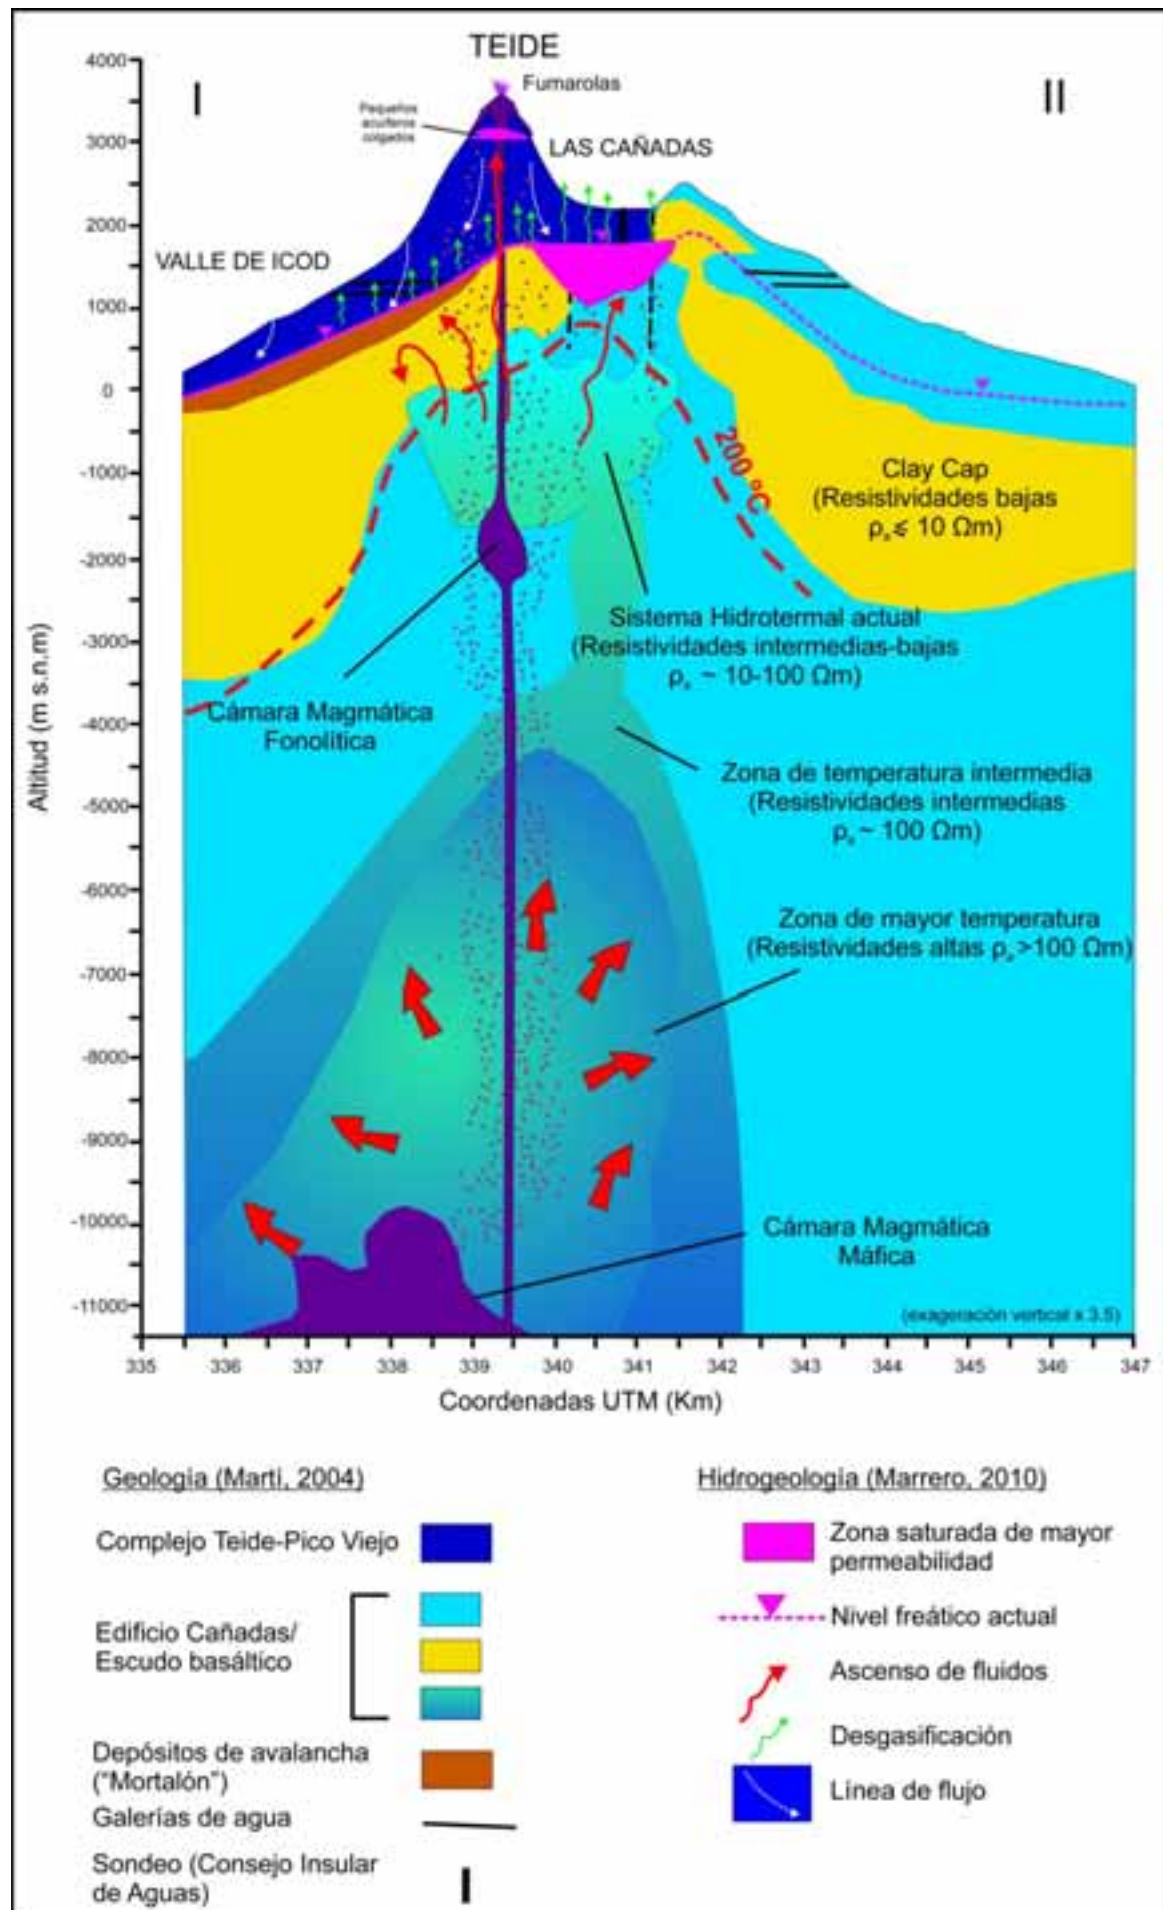 TEIDE
Fumarolas
Pequeños
acuíferos
colgados
I
II
LAS CAÑADAS
VALLE DE ICOD
4000
3000
2000
1000
0
-1000
-2000
-3000
-4000
-5000
-6000
-7000
-8000
-9000
-10000
-11000
Altitud (m s.n.m)
200 °C
Clay Cap
(Resistividades bajas
ρₐ ⩽ 10 Ωm)
Sistema Hidrotermal actual
(Resistividades intermedias-bajas
ρₐ ~ 10-100 Ωm)
Cámara Magmática
Fonolítica
Zona de temperatura intermedia
(Resistividades intermedias
ρₐ ~ 100 Ωm)
Zona de mayor temperatura
(Resistividades altas ρₐ >100 Ωm)
Cámara Magmática
Máfica
(exageración vertical x 3.5)
335 336 337 338 339 340 341 342 343 344 345 346 347
Coordenadas UTM (Km)
Geología (Martí, 2004)
Complejo Teide-Pico Viejo
Edificio Cañadas/
Escudo basáltico
Depósitos de avalancha
("Mortalón")
Galerías de agua
Sondeo (Consejo Insular
de Aguas)
Hidrogeología (Marrero, 2010)
Zona saturada de mayor
permeabilidad
Nivel freático actual
Ascenso de fluidos
Desgasificación
Línea de flujo